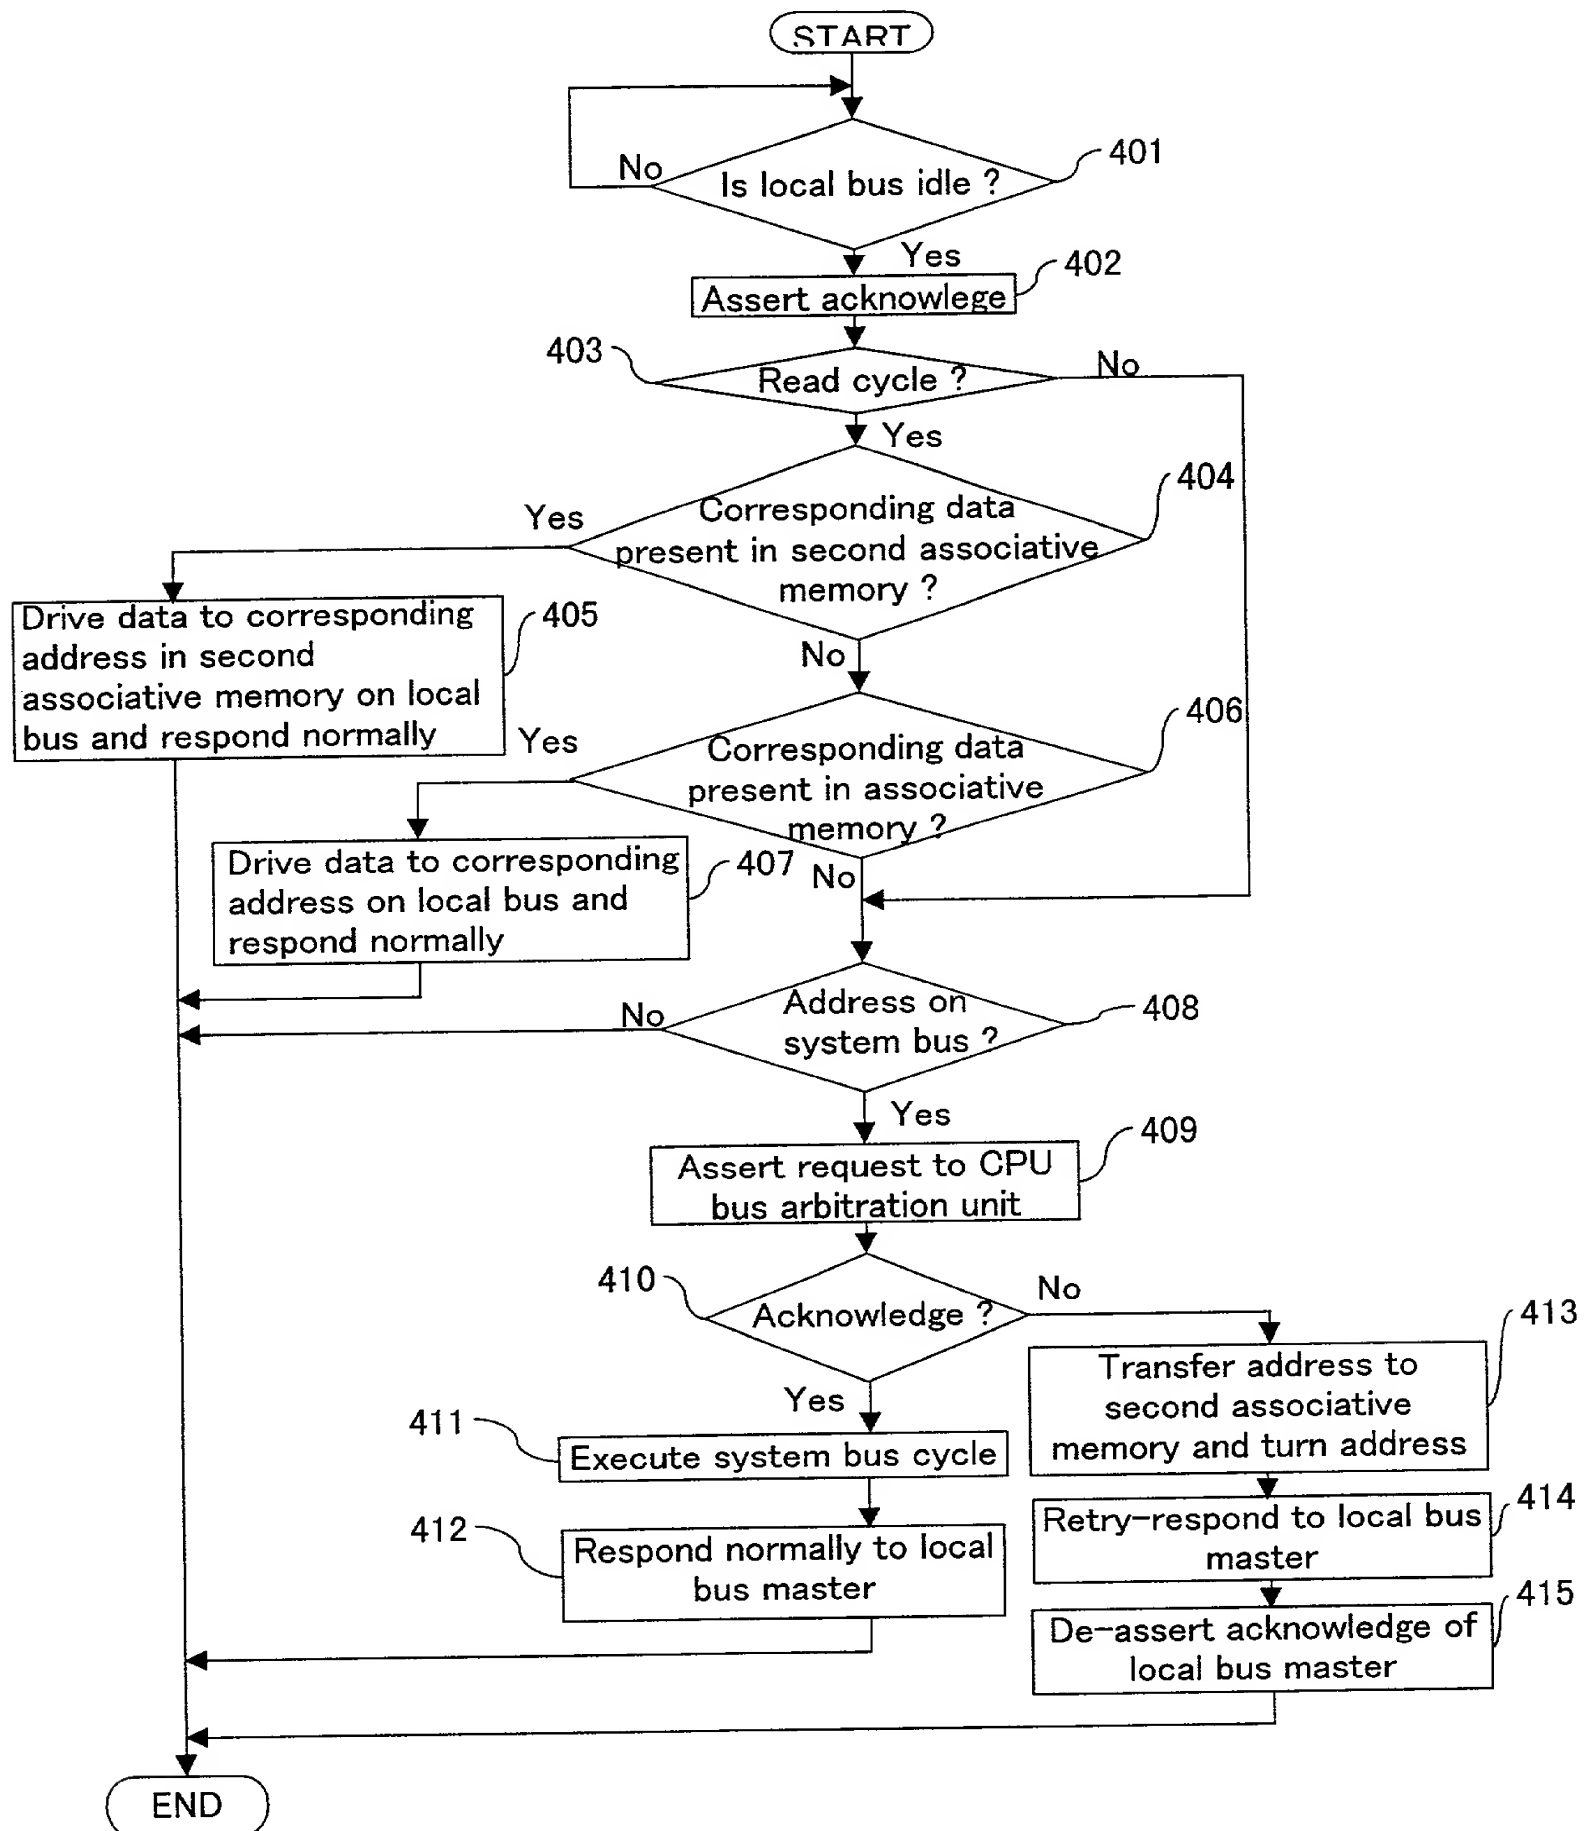 START
No
Is local bus idle ?
401
Yes
402
Assert acknowlege
403
Read cycle ?
No
Yes
404
Yes
Corresponding data
present in second associative
memory ?
Drive data to corresponding
address in second
associative memory on local
bus and respond normally
405
No
406
Yes
Corresponding data
present in associative
memory ?
Drive data to corresponding
address on local bus and
respond normally
407
No
No
Address on
system bus ?
408
Yes
409
Assert request to CPU
bus arbitration unit
410
Acknowledge ?
No
413
Transfer address to
second associative
memory and turn address
Yes
411
Execute system bus cycle
414
Retry-respond to local bus
master
412
Respond normally to local
bus master
415
De-assert acknowledge of
local bus master
END